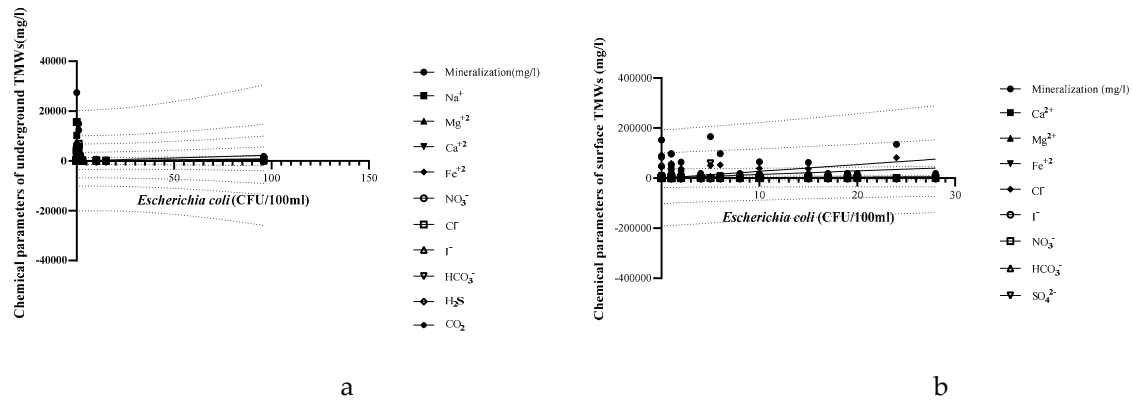 Chemical parameters of underground TMWs (mg/l)
40000
20000
0
-20000
-40000
50
100
150
Escherichia coli (CFU/100ml)
Mineralization(mg/l)
Na⁺
Mg⁺²
Ca⁺²
Fe⁺²
NO₃⁻
Cl⁻
I⁻
HCO₃⁻
H₂S
CO₂
a
Chemical parameters of surface TMWs (mg/l)
400000
200000
0
-200000
-400000
10
20
30
Escherichia coli (CFU/100ml)
Mineralization (mg/l)
Ca²⁺
Mg²⁺
Fe⁺²
Cl⁻
I⁻
NO₃⁻
HCO₃⁻
SO₄²⁻
b